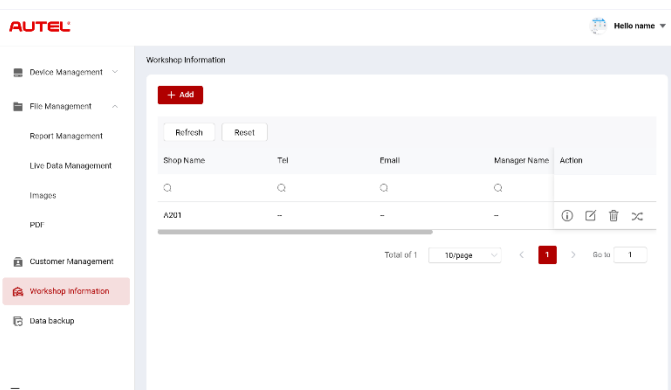 AUTEL
Hello name
Device Management
File Management
Report Management
Live Data Management
Images
PDF
Customer Management
Workshop Information
Data backup
Workshop Information
+ Add
Refresh Reset
Shop Name Tel Email Manager Name Action
A201 -- -- --
Total of 1 10/page < 1 > Go to 1